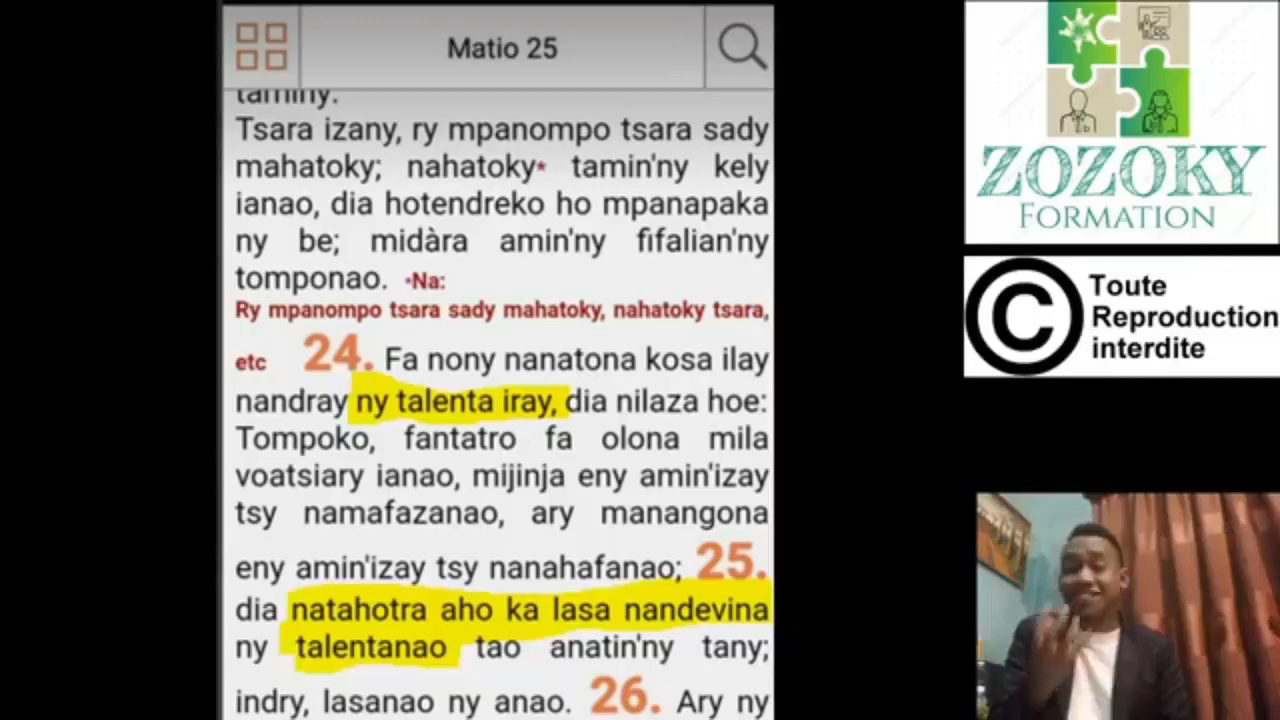 Matio 25
taminy.
Tsara izany, ry mpanompo tsara sady
mahatoky; nahatoky* tamin'ny kely
ianao, dia hotendreko ho mpanapaka
ny be; midàra amin'ny fifalian'ny
tomponao. *Na:
Ry mpanompo tsara sady mahatoky, nahatoky tsara,
etc 24. Fa nony nanatona kosa ilay
nandray ny talenta iray, dia nilaza hoe:
Tompoko, fantatro fa olona mila
voatsiary ianao, mijinja eny amin'izay
tsy namafazanao, ary manangona
eny amin'izay tsy nanahafanao; 25.
dia natahotra aho ka lasa nandevina
ny talentanao tao anatin'ny tany;
indry, lasanao ny anao. 26. Ary ny
ZOZOKY
FORMATION
C
Toute
Reproduction
interdite